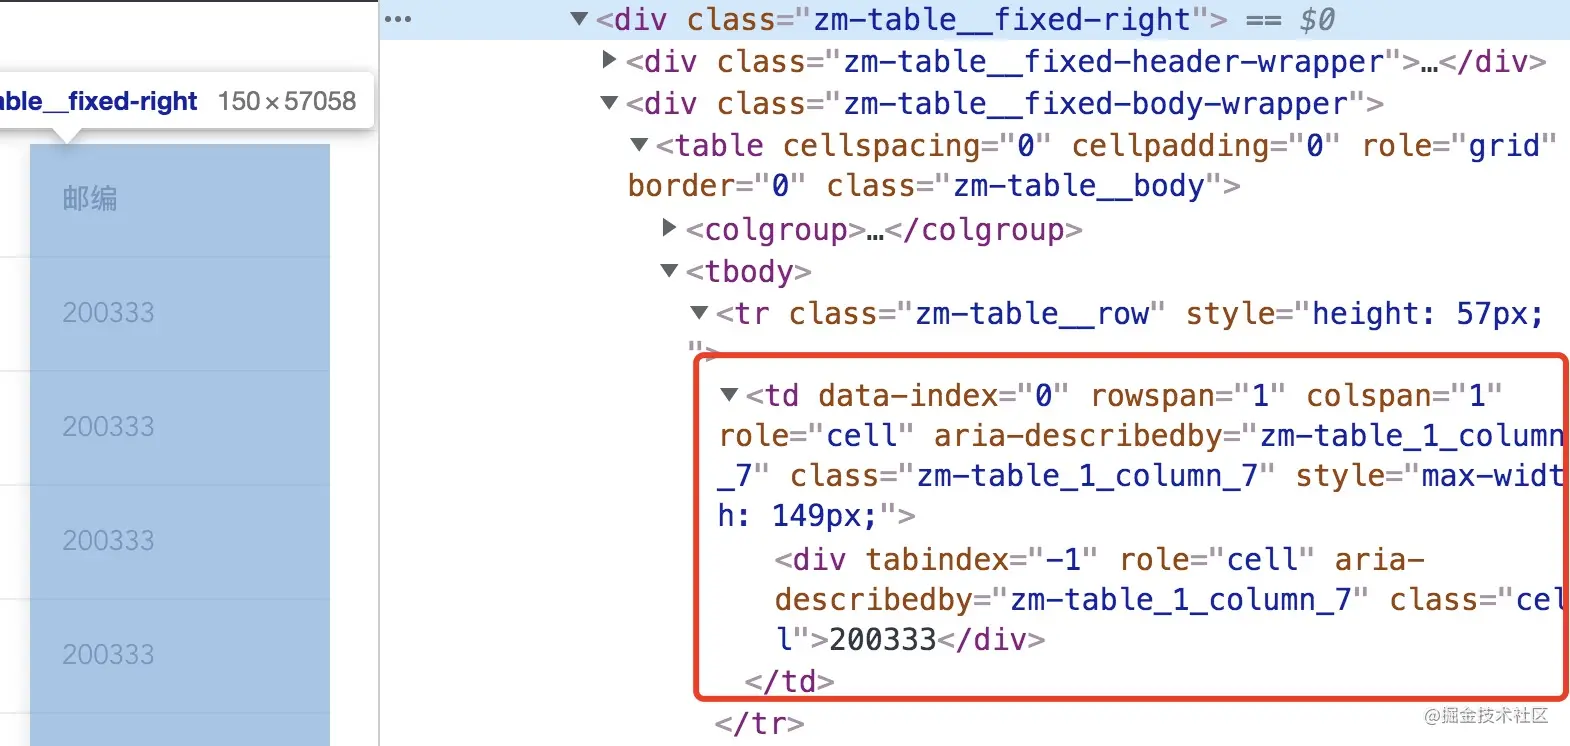 <div class="zm-table__fixed-right"> == $0
<div class="zm-table__fixed-header-wrapper">…</div>
able__fixed-right 150×57058
<div class="zm-table__fixed-body-wrapper">
<table cellspacing="0" cellpadding="0" role="grid"
border="0" class="zm-table__body">
邮编
<colgroup>…</colgroup>
<tbody>
200333
<tr class="zm-table__row" style="height: 57px;
">
<td data-index="0" rowspan="1" colspan="1"
200333
role="cell" aria-describedby="zm-table_1_column
_7" class="zm-table_1_column_7" style="max-widt
h: 149px;">
200333
<div tabindex="-1" role="cell" aria-
describedby="zm-table_1_column_7" class="cel
l">200333</div>
200333
</td>
</tr>
@掘金技术社区